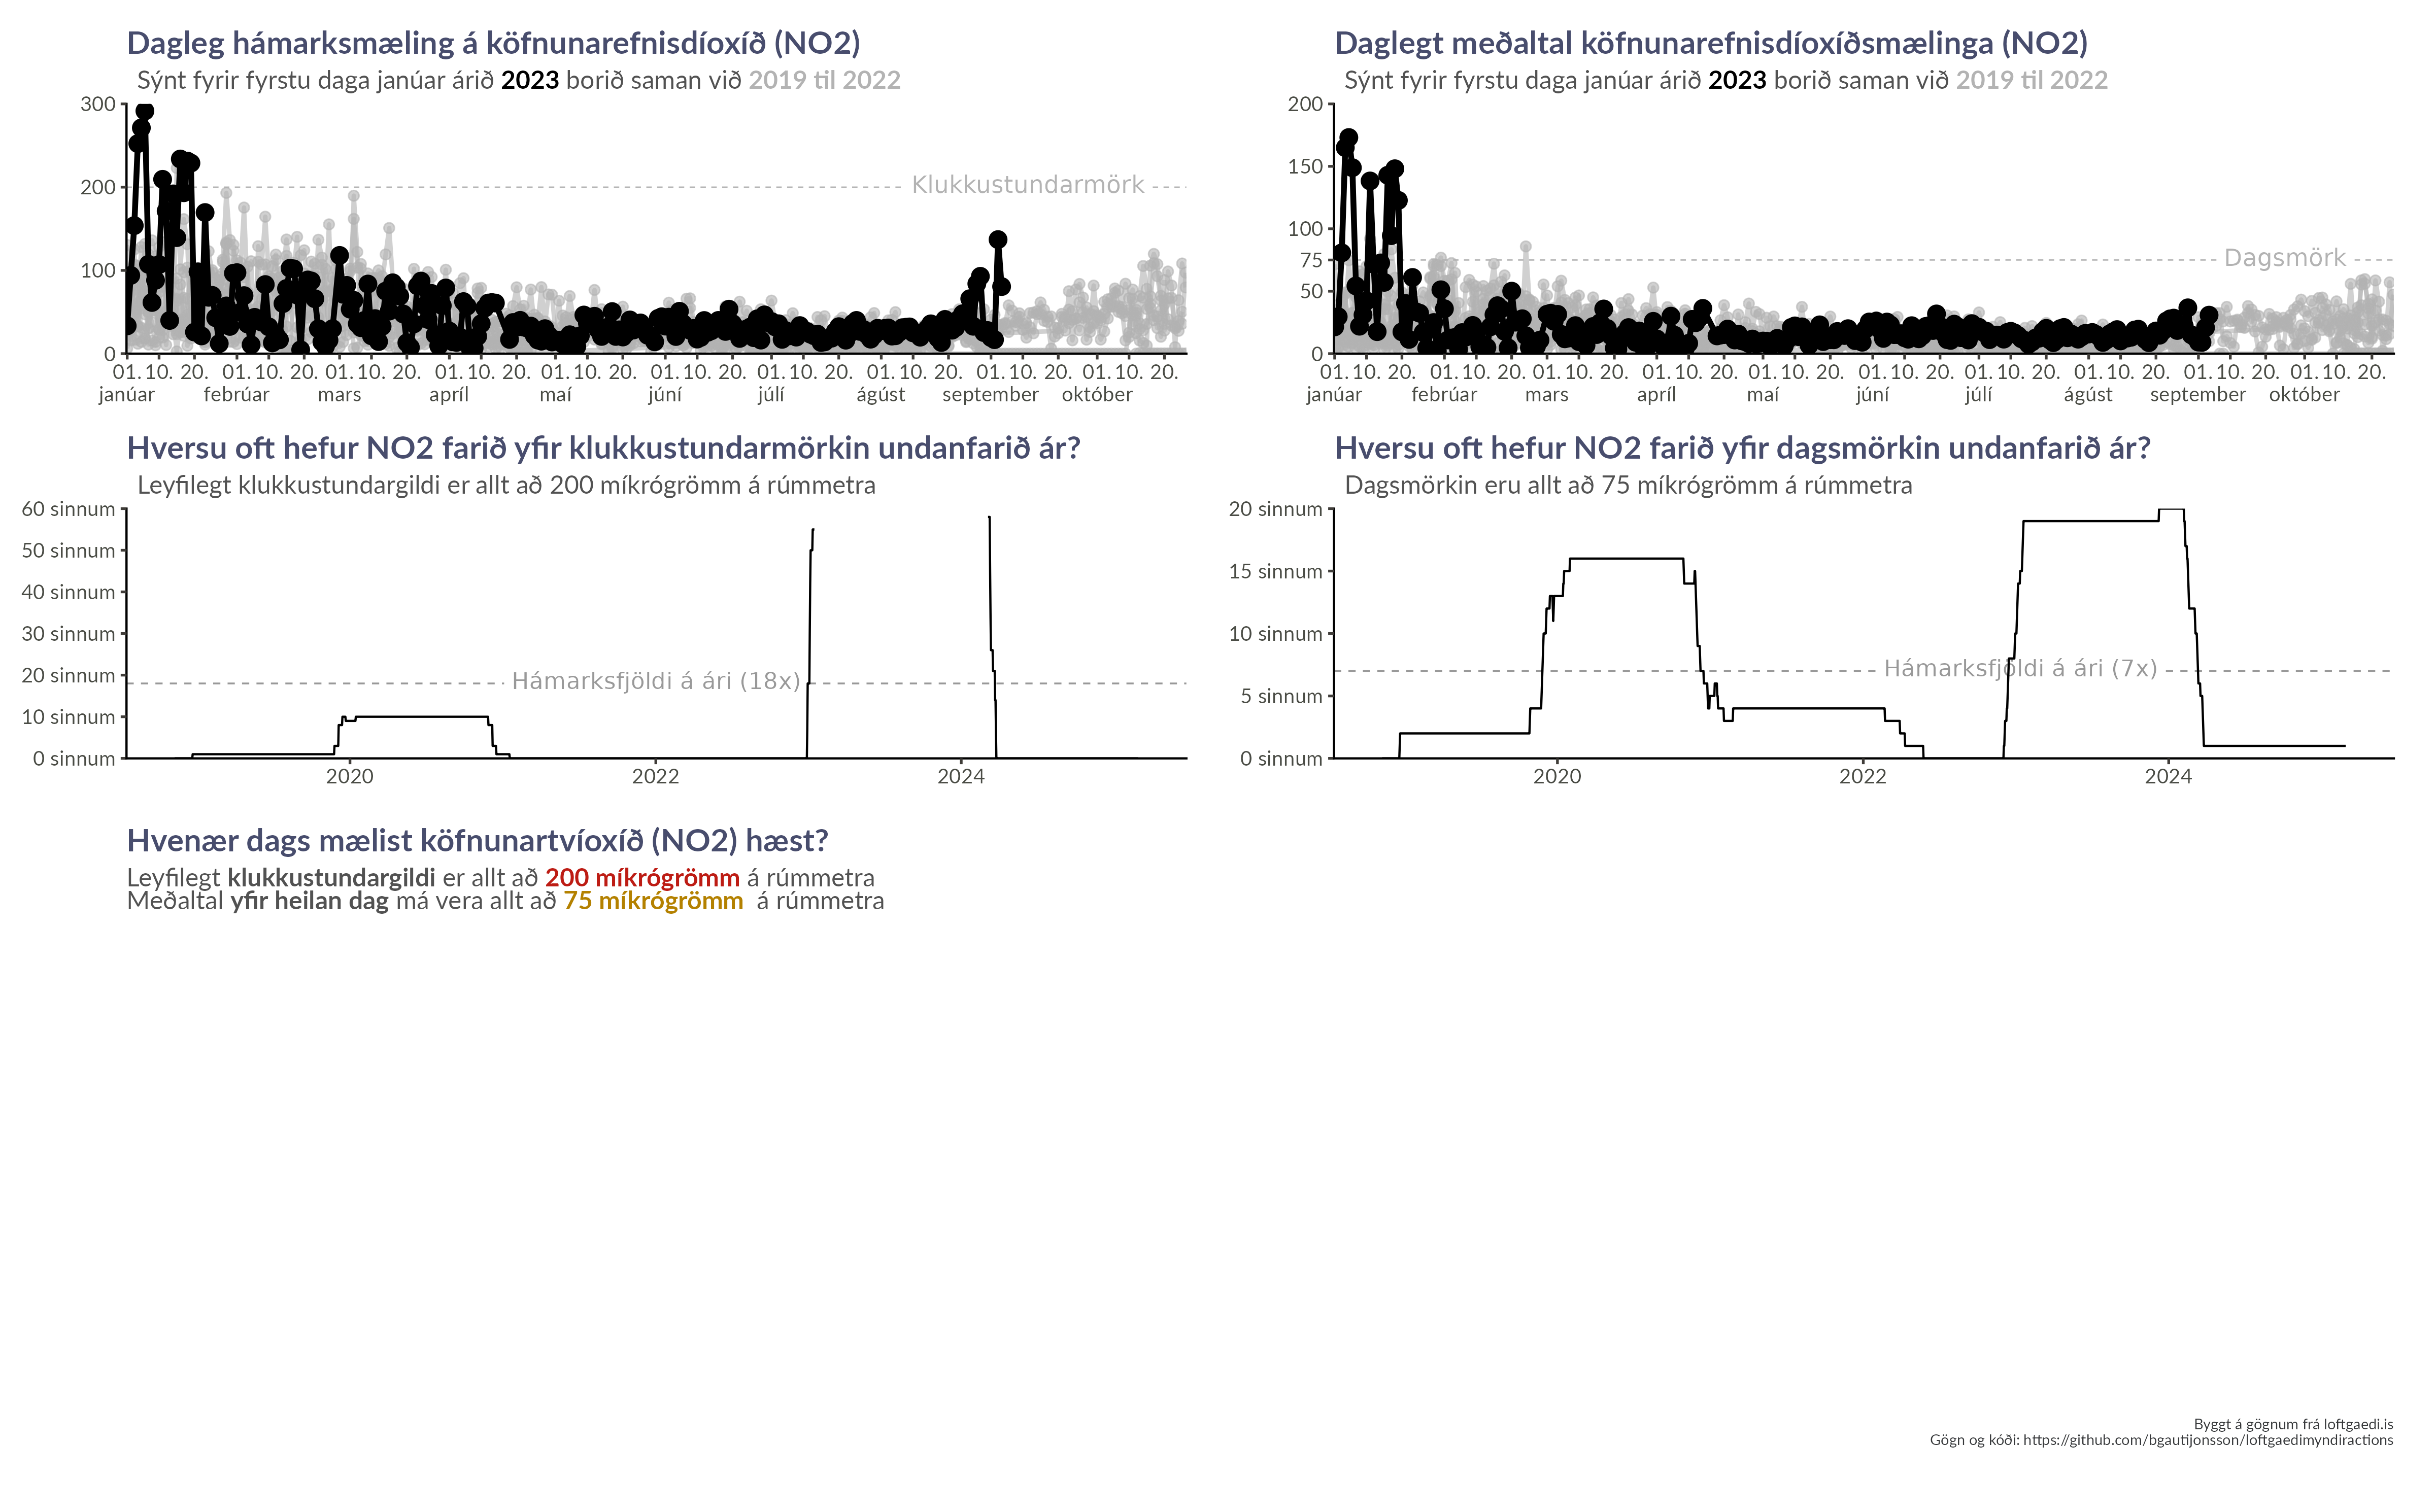 Dagleg hámarksmæling á köfnunarefnisdíoxíð (NO2)
Sýnt fyrir fyrstu daga janúar árið 2023 borið saman við 2019 til 2022
300
200
100
0
Klukkustundarmörk
01. 10. 20. 01. 10. 20. 01. 10. 20. 01. 10. 20. 01. 10. 20. 01. 10. 20. 01. 10. 20. 01. 10. 20. 01. 10. 20. 01. 10. 20.
janúar febrúar mars apríl maí júní júlí ágúst september október
Daglegt meðaltal köfnunarefnisdíoxíðsmælinga (NO2)
Sýnt fyrir fyrstu daga janúar árið 2023 borið saman við 2019 til 2022
200
150
100
75
50
0
Dagsmörk
01. 10. 20. 01. 10. 20. 01. 10. 20. 01. 10. 20. 01. 10. 20. 01. 10. 20. 01. 10. 20. 01. 10. 20. 01. 10. 20. 01. 10. 20.
janúar febrúar mars apríl maí júní júlí ágúst september október
Hversu oft hefur NO2 farið yfir klukkustundarmörkin undanfarið ár?
Leyfilegt klukkustundargildi er allt að 200 míkrógrömm á rúmmetra
60 sinnum
50 sinnum
40 sinnum
30 sinnum
20 sinnum
10 sinnum
0 sinnum
Hámarksfjöldi á ári (18x)
2020 2022 2024
Hversu oft hefur NO2 farið yfir dagsmörkin undanfarið ár?
Dagsmörkin eru allt að 75 míkrógrömm á rúmmetra
20 sinnum
15 sinnum
10 sinnum
5 sinnum
0 sinnum
Hámarksfjöldi á ári (7x)
2020 2022 2024
Hvenær dags mælist köfnunartvíoxíð (NO2) hæst?
Leyfilegt klukkustundargildi er allt að 200 míkrógrömm á rúmmetra
Meðaltal yfir heilan dag má vera allt að 75 míkrógrömm á rúmmetra
Byggt á gögnum frá loftgaedi.is
Gögn og kóði: https://github.com/bgautijonsson/loftgaedimyndiractions